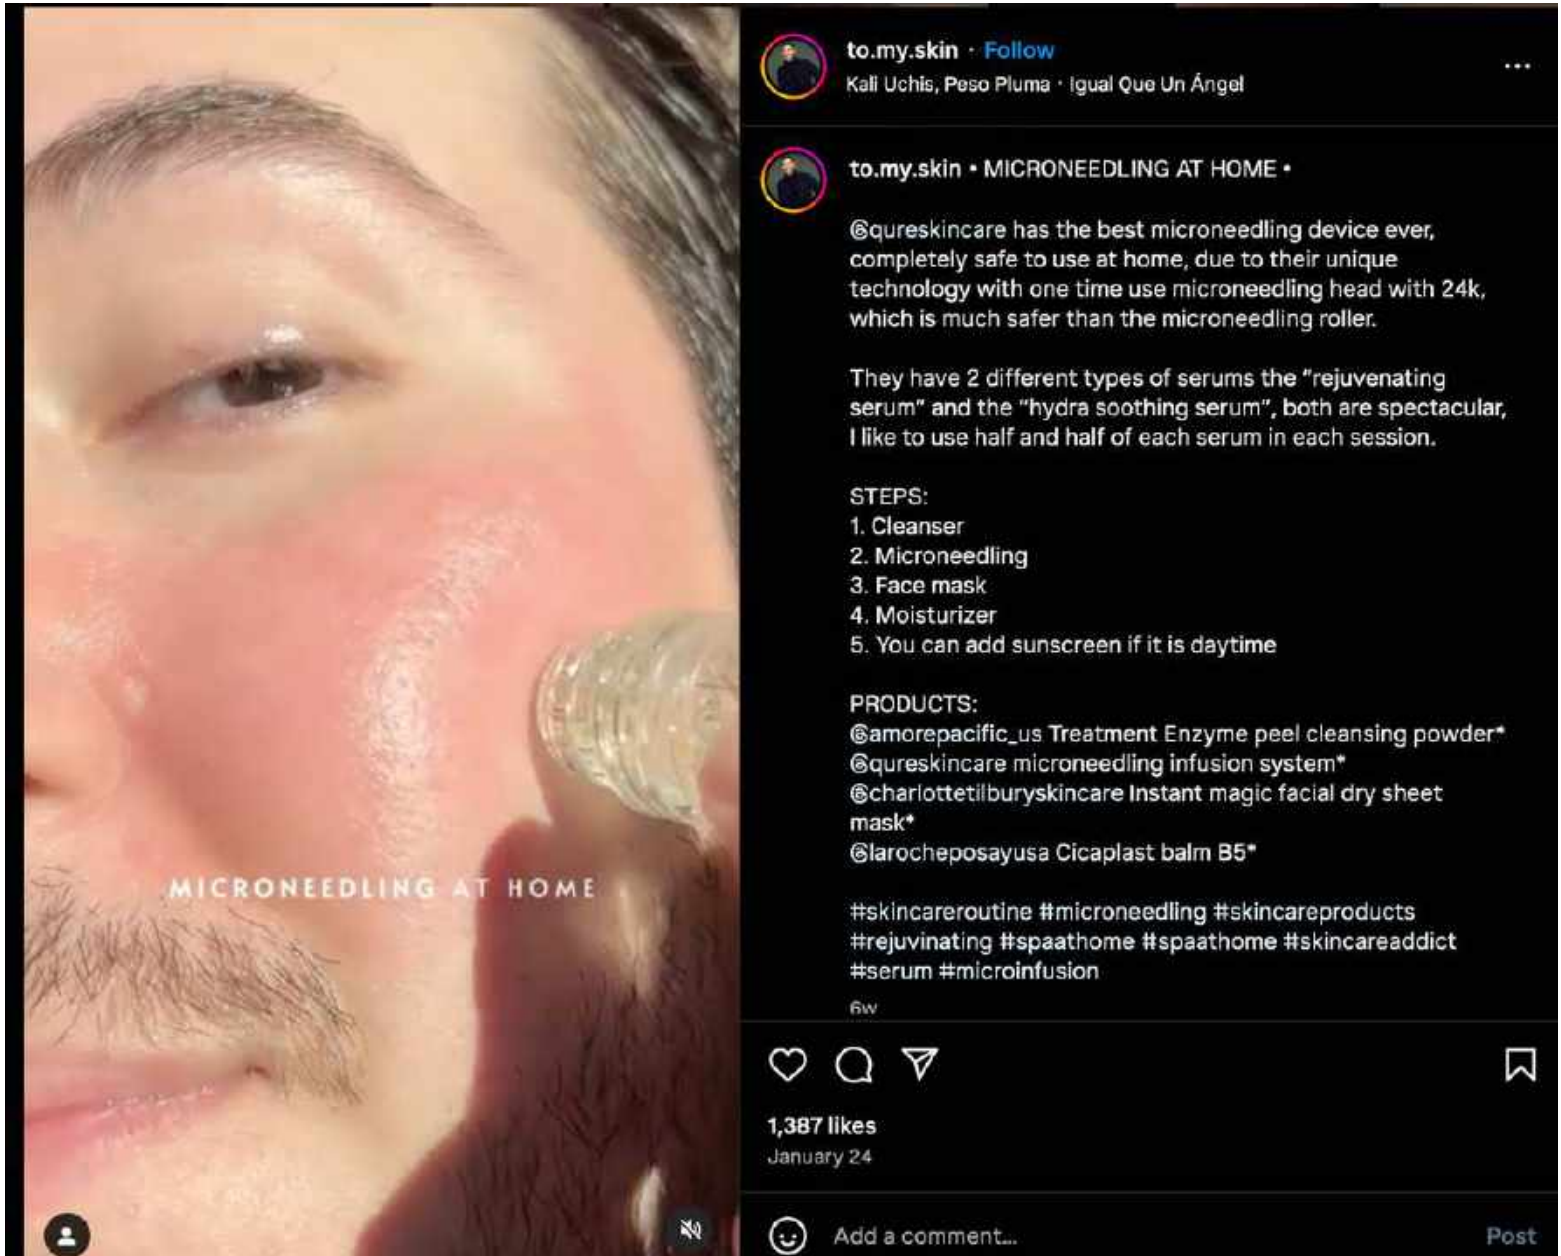 to.my.skin · Follow
Kali Uchis, Peso Pluma · Igual Que Un Ángel
to.my.skin • MICRONEEDLING AT HOME •
@qureskincare has the best microneedling device ever,
completely safe to use at home, due to their unique
technology with one time use microneedling head with 24k,
which is much safer than the microneedling roller.
They have 2 different types of serums the "rejuvenating
serum" and the "hydra soothing serum", both are spectacular,
I like to use half and half of each serum in each session.
STEPS:
1. Cleanser
2. Microneedling
3. Face mask
4. Moisturizer
5. You can add sunscreen if it is daytime
PRODUCTS:
@amorepacific_us Treatment Enzyme peel cleansing powder*
@qureskincare microneedling infusion system*
@charlottetilburyskincare Instant magic facial dry sheet
mask*
@larocheposayusa Cicaplast balm B5*
#skincareroutine #microneedling #skincareproducts
#rejuvinating #spaathome #spaathome #skincareaddict
#serum #microinfusion
6w
1,387 likes
January 24
Add a comment...
Post
MICRONEEDLING AT HOME